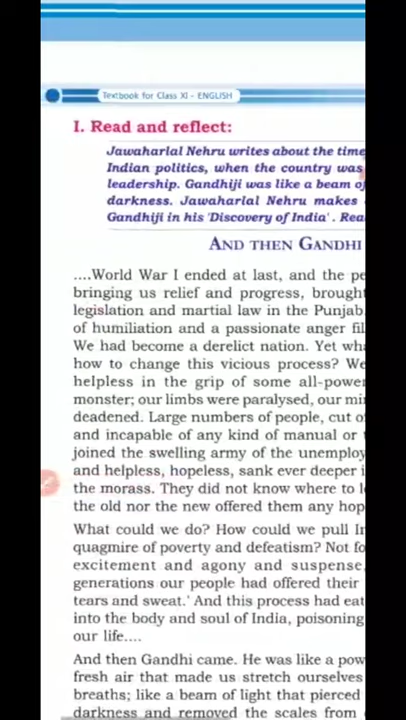 Textbook for Class XI - ENGLISH
I. Read and reflect:
Jawaharlal Nehru writes about the time
Indian politics, when the country was
leadership. Gandhiji was like a beam of
darkness. Jawaharlal Nehru makes
Gandhiji in his 'Discovery of India'. Rea
AND THEN GANDHI
....World War I ended at last, and the pe
bringing us relief and progress, brought
legislation and martial law in the Punjab.
of humiliation and a passionate anger fil
We had become a derelict nation. Yet wh
how to change this vicious process? We
helpless in the grip of some all-power
monster; our limbs were paralysed, our mi
deadened. Large numbers of people, cut o
and incapable of any kind of manual or
joined the swelling army of the unemploy
and helpless, hopeless, sank ever deeper i
the morass. They did not know where to l
the old nor the new offered them any hop
What could we do? How could we pull In
quagmire of poverty and defeatism? Not fo
excitement and agony and suspense,
generations our people had offered their
tears and sweat.' And this process had eat
into the body and soul of India, poisoning
our life....
And then Gandhi came. He was like a pow
fresh air that made us stretch ourselves
breaths; like a beam of light that pierced
darkness and removed the scales from